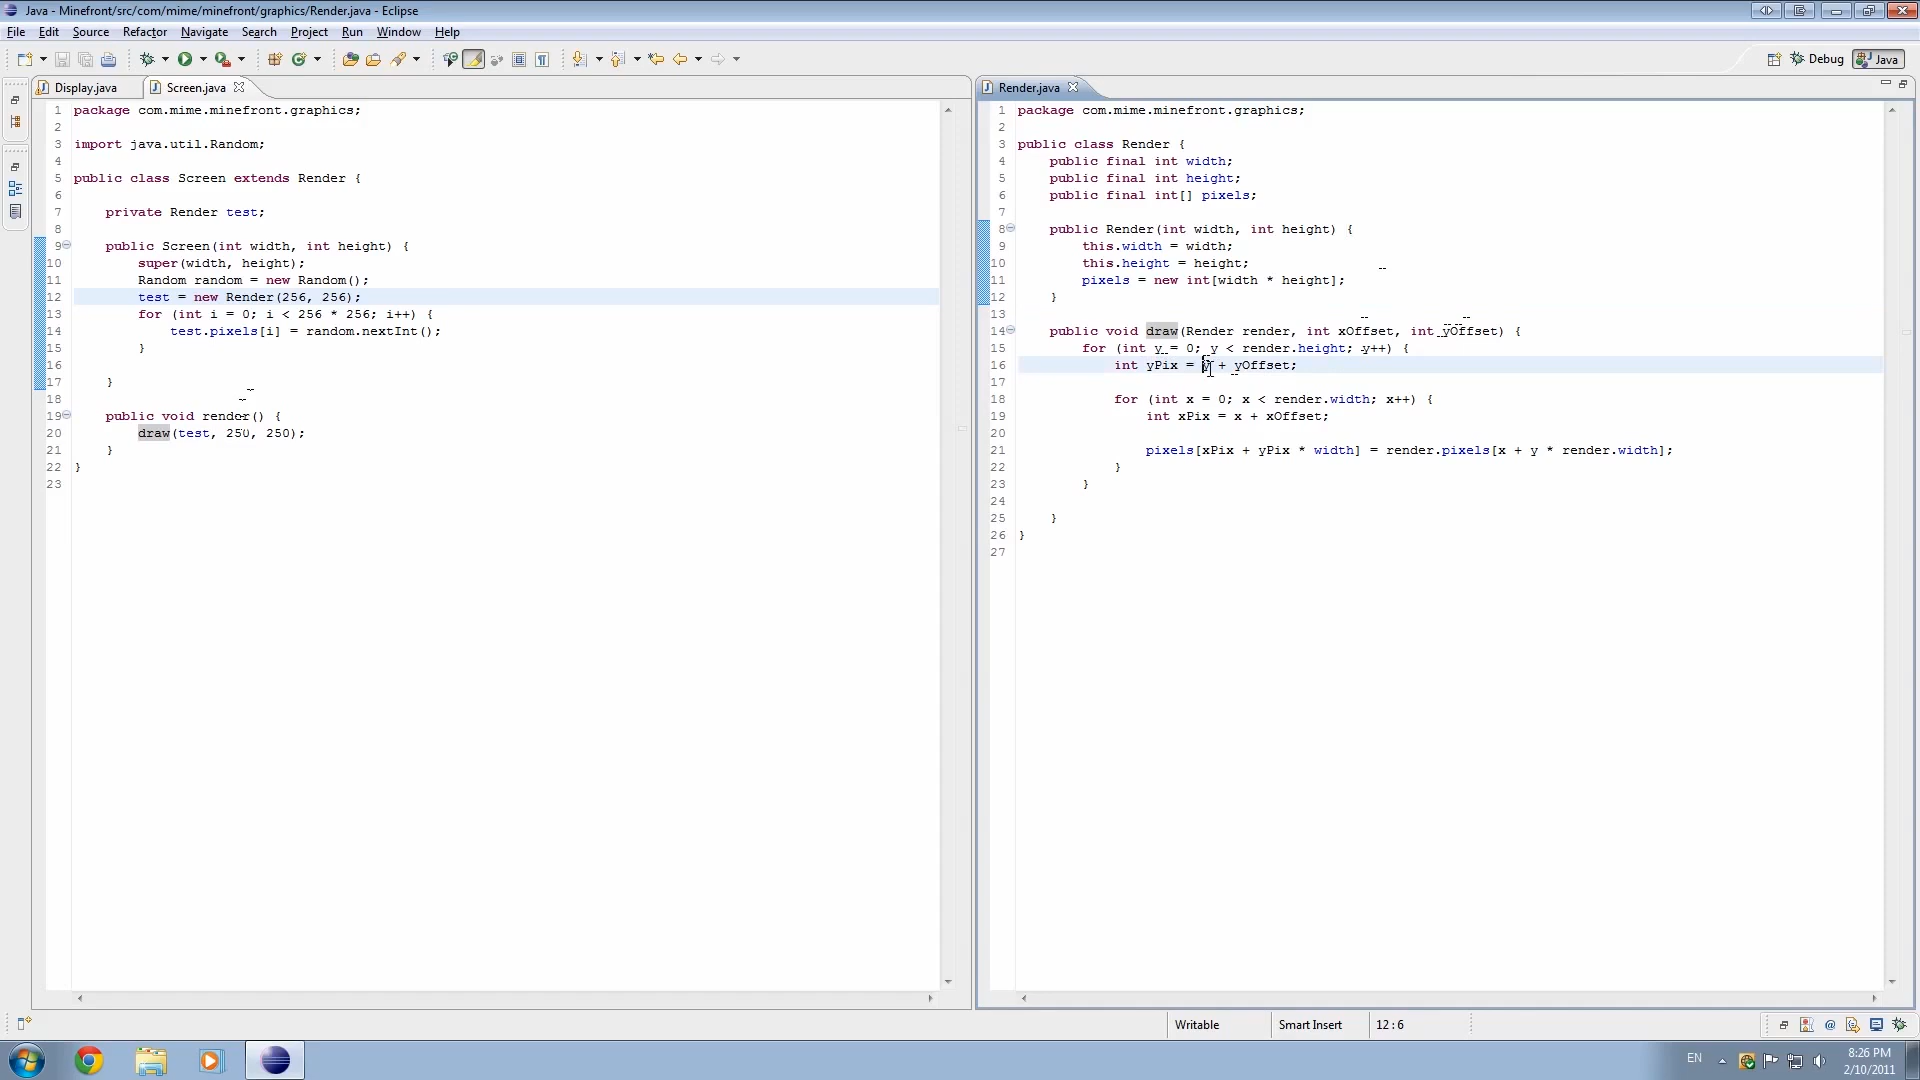 Java - Minefront/src/com/mime/minefront/graphics/Render.java - Eclipse
File Edit Source Refactor Navigate Search Project Run Window Help
Debug Java
Display.java Screen.java
1 package com.mime.minefront.graphics;
2
3 import java.util.Random;
4
5 public class Screen extends Render {
6
7 private Render test;
8
9 public Screen(int width, int height) {
10 super(width, height);
11 Random random = new Random();
12 test = new Render(256, 256);
13 for (int i = 0; i < 256 * 256; i++) {
14 test.pixels[i] = random.nextInt();
15 }
16
17 }
18
19 public void render() {
20 draw(test, 250, 250);
21 }
22 }
23
Render.java
1 package com.mime.minefront.graphics;
2
3 public class Render {
4 public final int width;
5 public final int height;
6 public final int[] pixels;
7
8 public Render(int width, int height) {
9 this.width = width;
10 this.height = height;
11 pixels = new int[width * height];
12 }
13
14 public void draw(Render render, int xOffset, int yOffset) {
15 for (int y = 0; y < render.height; y++) {
16 int yPix = y + yOffset;
17
18 for (int x = 0; x < render.width; x++) {
19 int xPix = x + xOffset;
20
21 pixels[xPix + yPix * width] = render.pixels[x + y * render.width];
22 }
23 }
24
25 }
26 }
27
Writable Smart Insert 12:6
EN 8:26 PM
2/10/2011